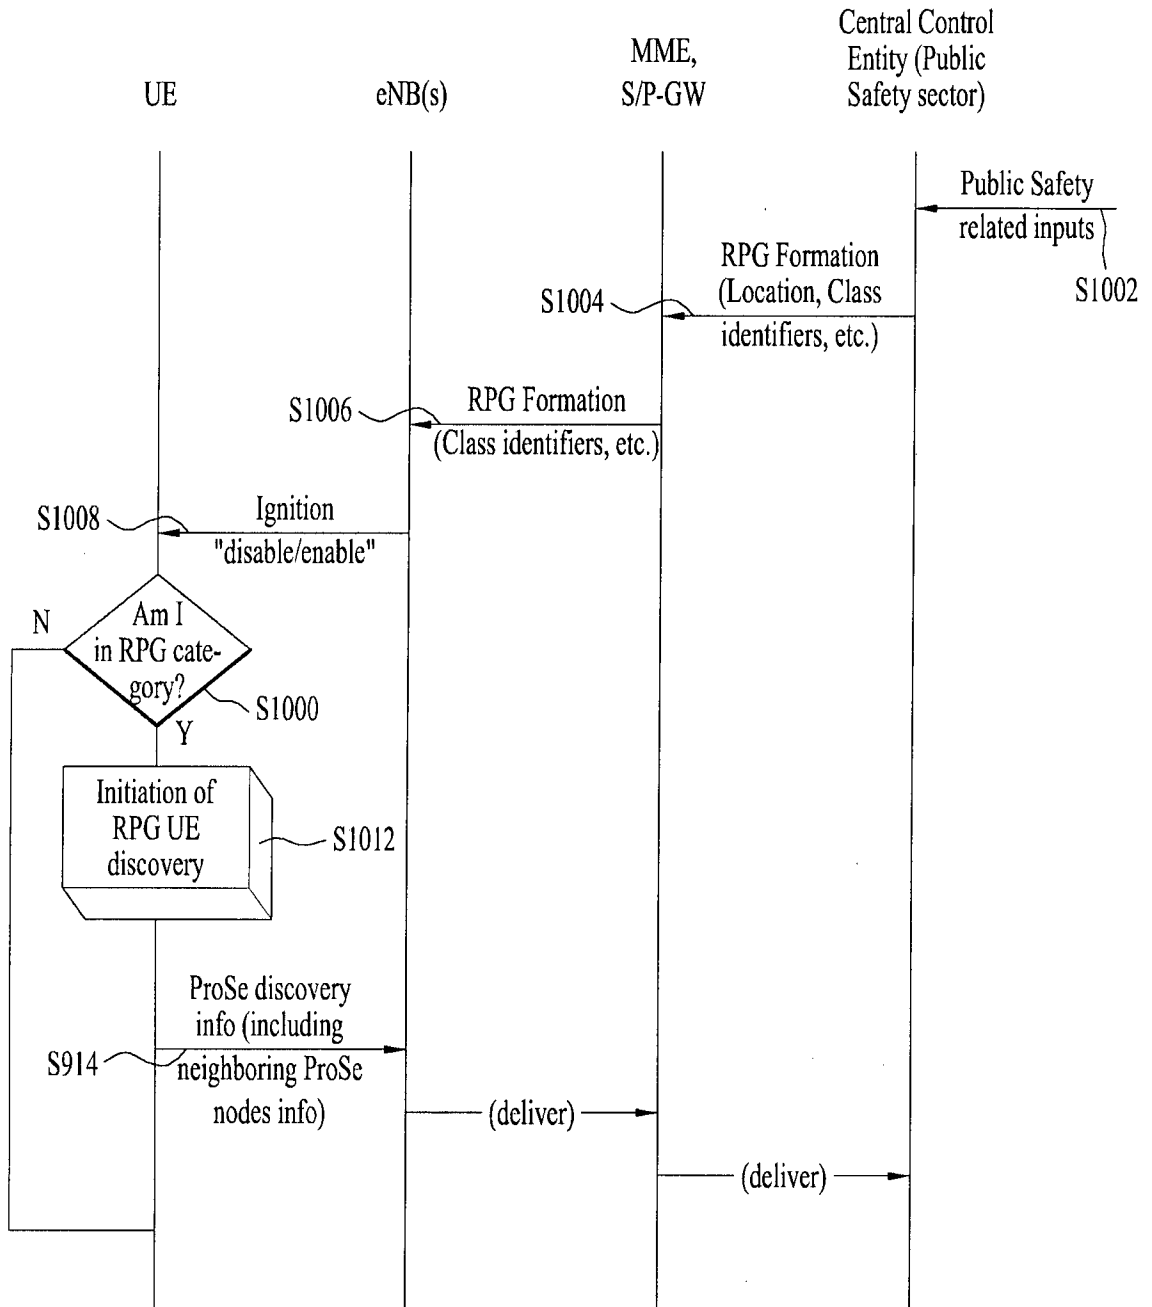 UE
eNB(s)
MME,
S/P-GW
Central Control
Entity (Public
Safety sector)
Public Safety
related inputs
S1002
RPG Formation
(Location, Class
identifiers, etc.)
S1004
RPG Formation
(Class identifiers, etc.)
S1006
Ignition
"disable/enable"
S1008
Am I
in RPG cate-
gory?
N
S1000
Y
Initiation of
RPG UE
discovery
S1012
ProSe discovery
info (including
neighboring ProSe
nodes info)
S914
(deliver)
(deliver)